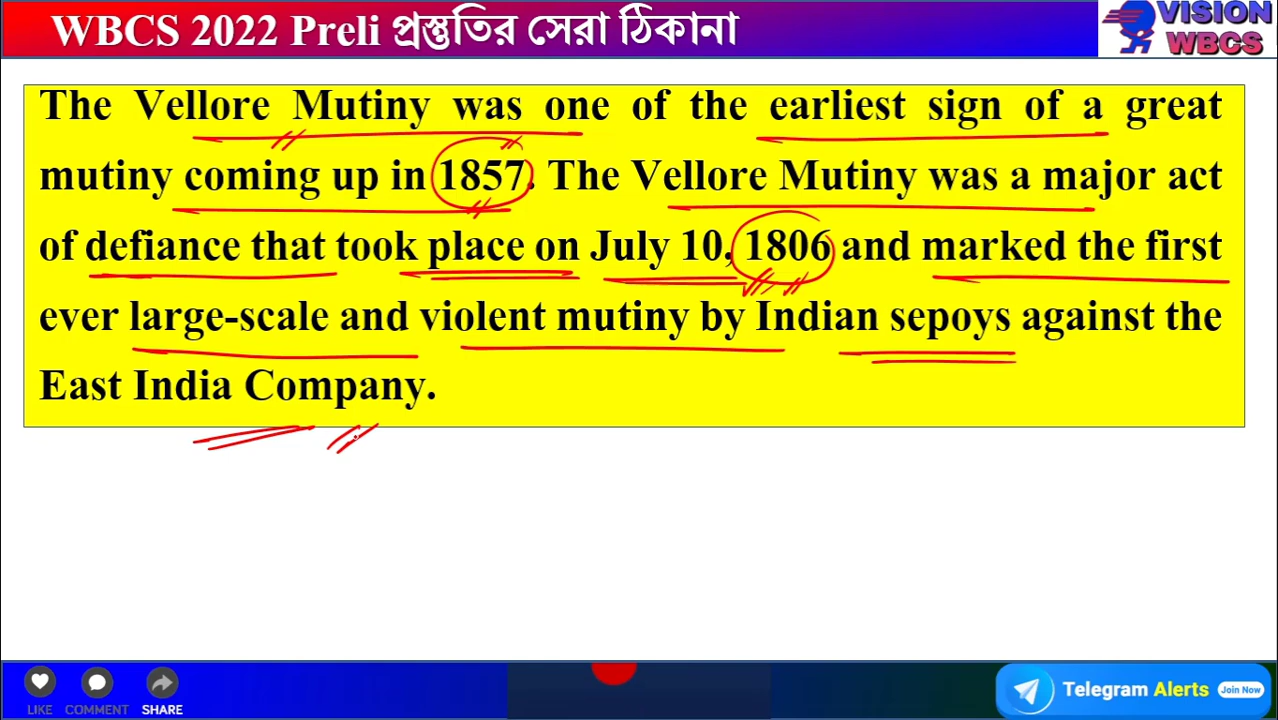 WBCS 2022 Preli প্রস্তুতির সেরা ঠিকানা
VISION
WBCS
The Vellore Mutiny was one of the earliest sign of a great
mutiny coming up in 1857. The Vellore Mutiny was a major act
of defiance that took place on July 10, 1806 and marked the first
ever large-scale and violent mutiny by Indian sepoys against the
East India Company.
LIKE COMMENT SHARE
Telegram Alerts Join Now